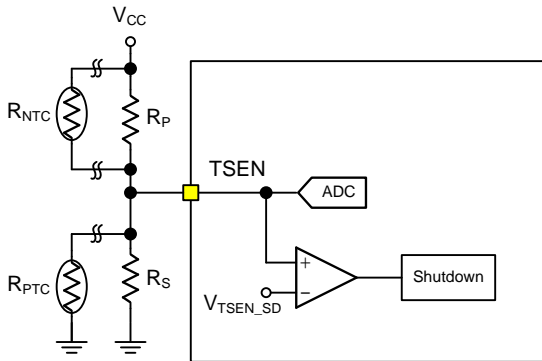 VCC
RNTC
RP
TSEN
ADC
RPTC
RS
+
−
VTSEN_SD
Shutdown